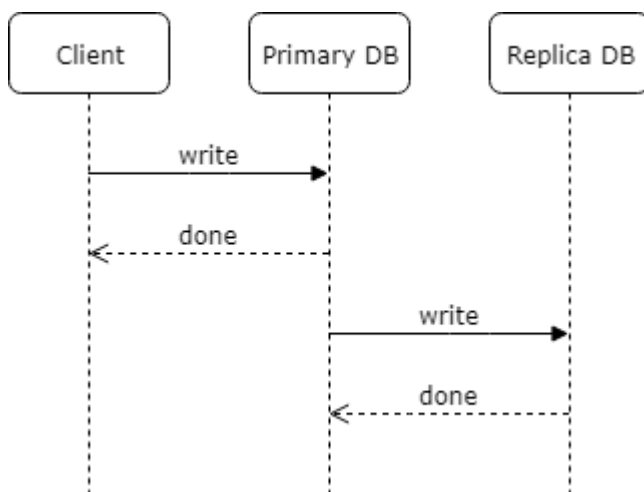 Client
Primary DB
Replica DB
write
done
write
done